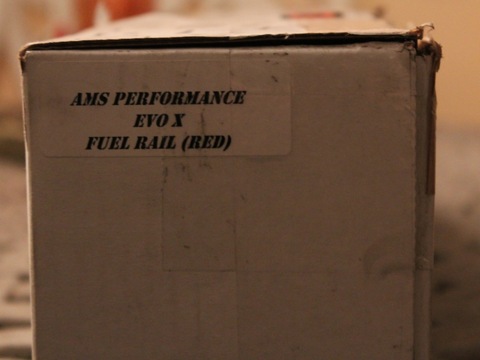 AMS PERFORMANCE
EVO X
FUEL RAIL (RED)